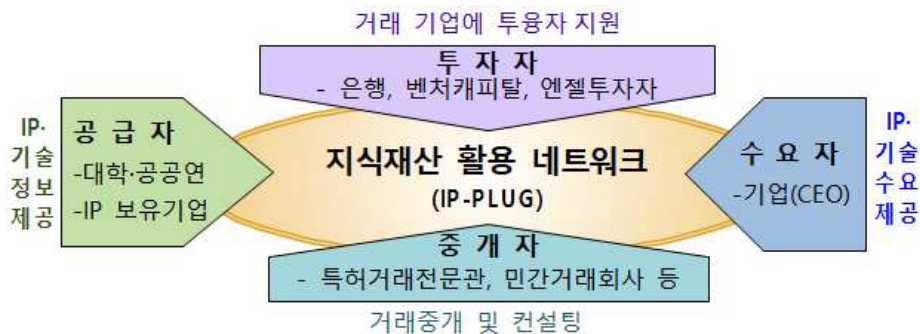 거래 기업에 투융자 지원
투 자 자
- 은행, 벤처캐피탈, 엔젤투자자
IP·
기술
정보
제공
공 급 자
-대학·공공연
-IP 보유기업
지식재산 활용 네트워크
(IP-PLUG)
수 요 자
-기업(CEO)
IP·
기술
수요
제공
중 개 자
- 특허거래전문관, 민간거래회사 등
거래중개 및 컨설팅